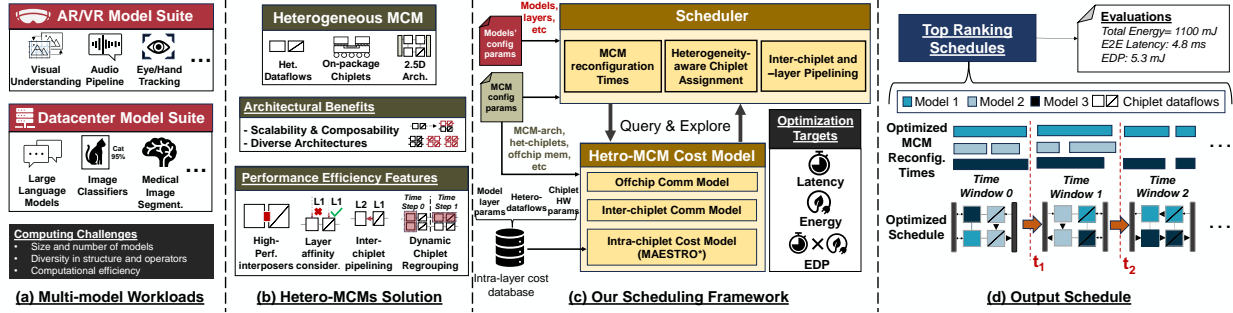 AR/VR Model Suite
Visual
Understanding
Audio
Pipeline
Eye/Hand
Tracking
...
Datacenter Model Suite
Cat
95%
Large
Language
Models
Image
Classifiers
Medical
Image
Segment.
...
Computing Challenges
• Size and number of models
• Diversity in structure and operators
• Computational efficiency
(a) Multi-model Workloads
Heterogeneous MCM
Het.
Dataflows
On-package
Chiplets
2.5D
Arch.
Architectural Benefits
- Scalability & Composability
- Diverse Architectures
Performance Efficiency Features
L1 L1
L2 L1
Time
Step 0
Time
Step 1
High-
Perf.
interposers
Layer
affinity
consider.
Inter-
chiplet
pipelining
Dynamic
Chiplet
Regrouping
(b) Hetero-MCMs Solution
Models'
config
params
Models,
layers,
etc
MCM
config
params
MCM-arch,
het-chiplets,
offchip mem,
etc
Scheduler
MCM
reconfiguration
Times
Heterogeneity-
aware Chiplet
Assignment
Inter-chiplet and
–layer Pipelining
Query & Explore
Hetro-MCM Cost Model
Offchip Comm Model
Inter-chiplet Comm Model
Intra-chiplet Cost Model
(MAESTRO*)
Model
layer
params
Hetero-
dataflows
Chiplet
HW
params
Intra-layer cost
database
Optimization
Targets
Latency
Energy
×
EDP
(c) Our Scheduling Framework
Top Ranking
Schedules
Evaluations
Total Energy= 1100 mJ
E2E Latency: 4.8 ms
EDP: 5.3 mJ
Model 1 Model 2 Model 3 Chiplet dataflows
Optimized
MCM
Reconfig.
Times
...
Time
Window 0
Time
Window 1
Time
Window 2
Optimized
Schedule
...
t1
t2
(d) Output Schedule